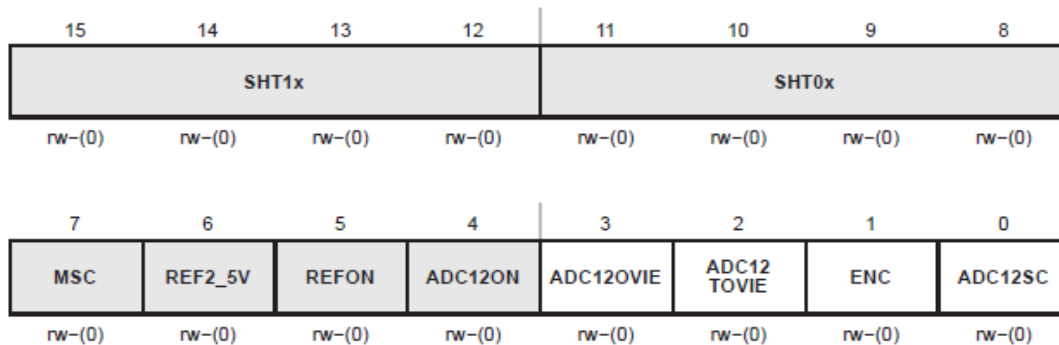 15 14 13 12 11 10 9 8
SHT1x SHT0x
rw−(0) rw−(0) rw−(0) rw−(0) rw−(0) rw−(0) rw−(0) rw−(0)
7 6 5 4 3 2 1 0
MSC REF2_5V REFON ADC12ON ADC12OVIE ADC12 TOVIE ENC ADC12SC
rw−(0) rw−(0) rw−(0) rw−(0) rw−(0) rw−(0) rw−(0) rw−(0)